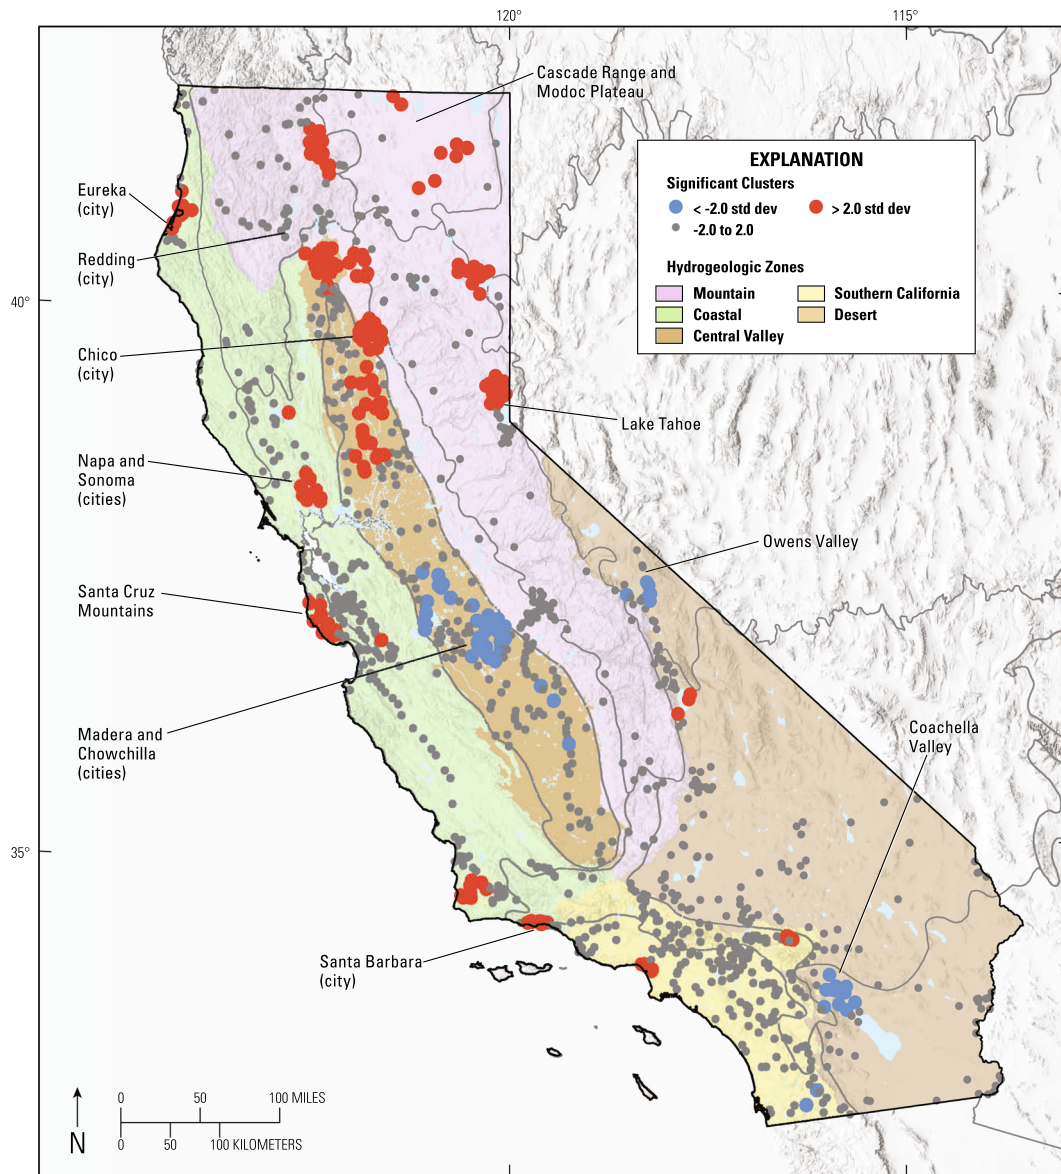 120°
115°
Cascade Range and
Modoc Plateau
EXPLANATION
Significant Clusters
< -2.0 std dev
> 2.0 std dev
-2.0 to 2.0
Hydrogeologic Zones
Mountain
Southern California
Coastal
Desert
Central Valley
Eureka
(city)
Redding
(city)
40°
Chico
(city)
Lake Tahoe
Napa and
Sonoma
(cities)
Owens Valley
Santa Cruz
Mountains
Madera and
Chowchilla
(cities)
Coachella
Valley
35°
Santa Barbara
(city)
N
0 50 100 MILES
0 50 100 KILOMETERS